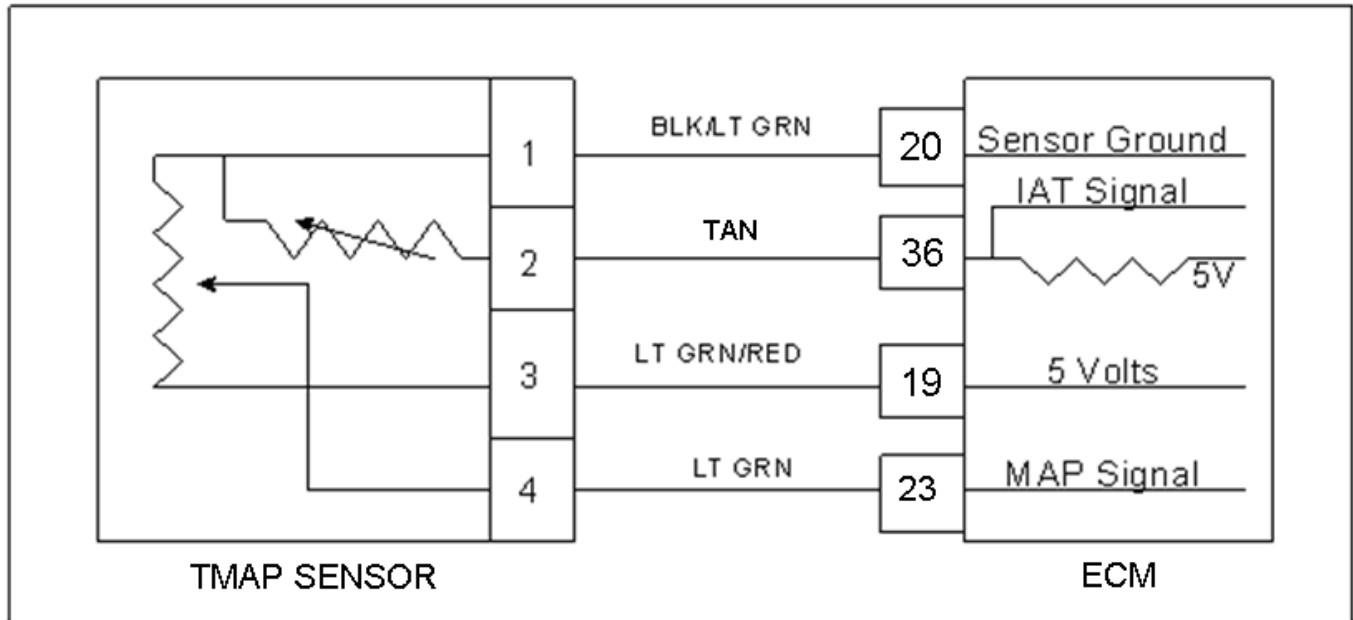 1
BLK/LT GRN
20
Sensor Ground
IAT Signal
2
TAN
36
5V
3
LT GRN/RED
19
5 Volts
4
LT GRN
23
MAP Signal
TMAP SENSOR
ECM